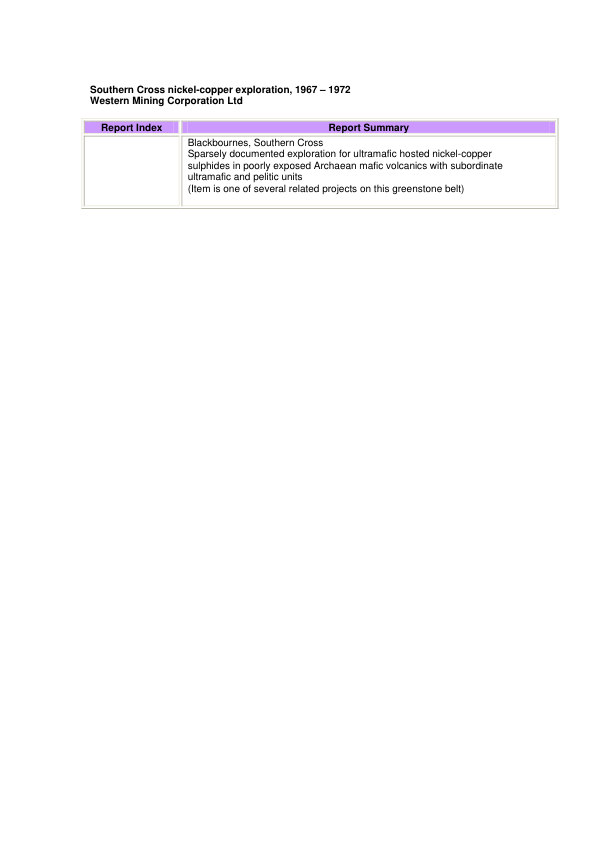 Southern Cross nickel-copper exploration, 1967 – 1972
Western Mining Corporation Ltd
Report Index
Report Summary
Blackbournes, Southern Cross
Sparsely documented exploration for ultramafic hosted nickel-copper
sulphides in poorly exposed Archaean mafic volcanics with subordinate
ultramafic and pelitic units
(Item is one of several related projects on this greenstone belt)